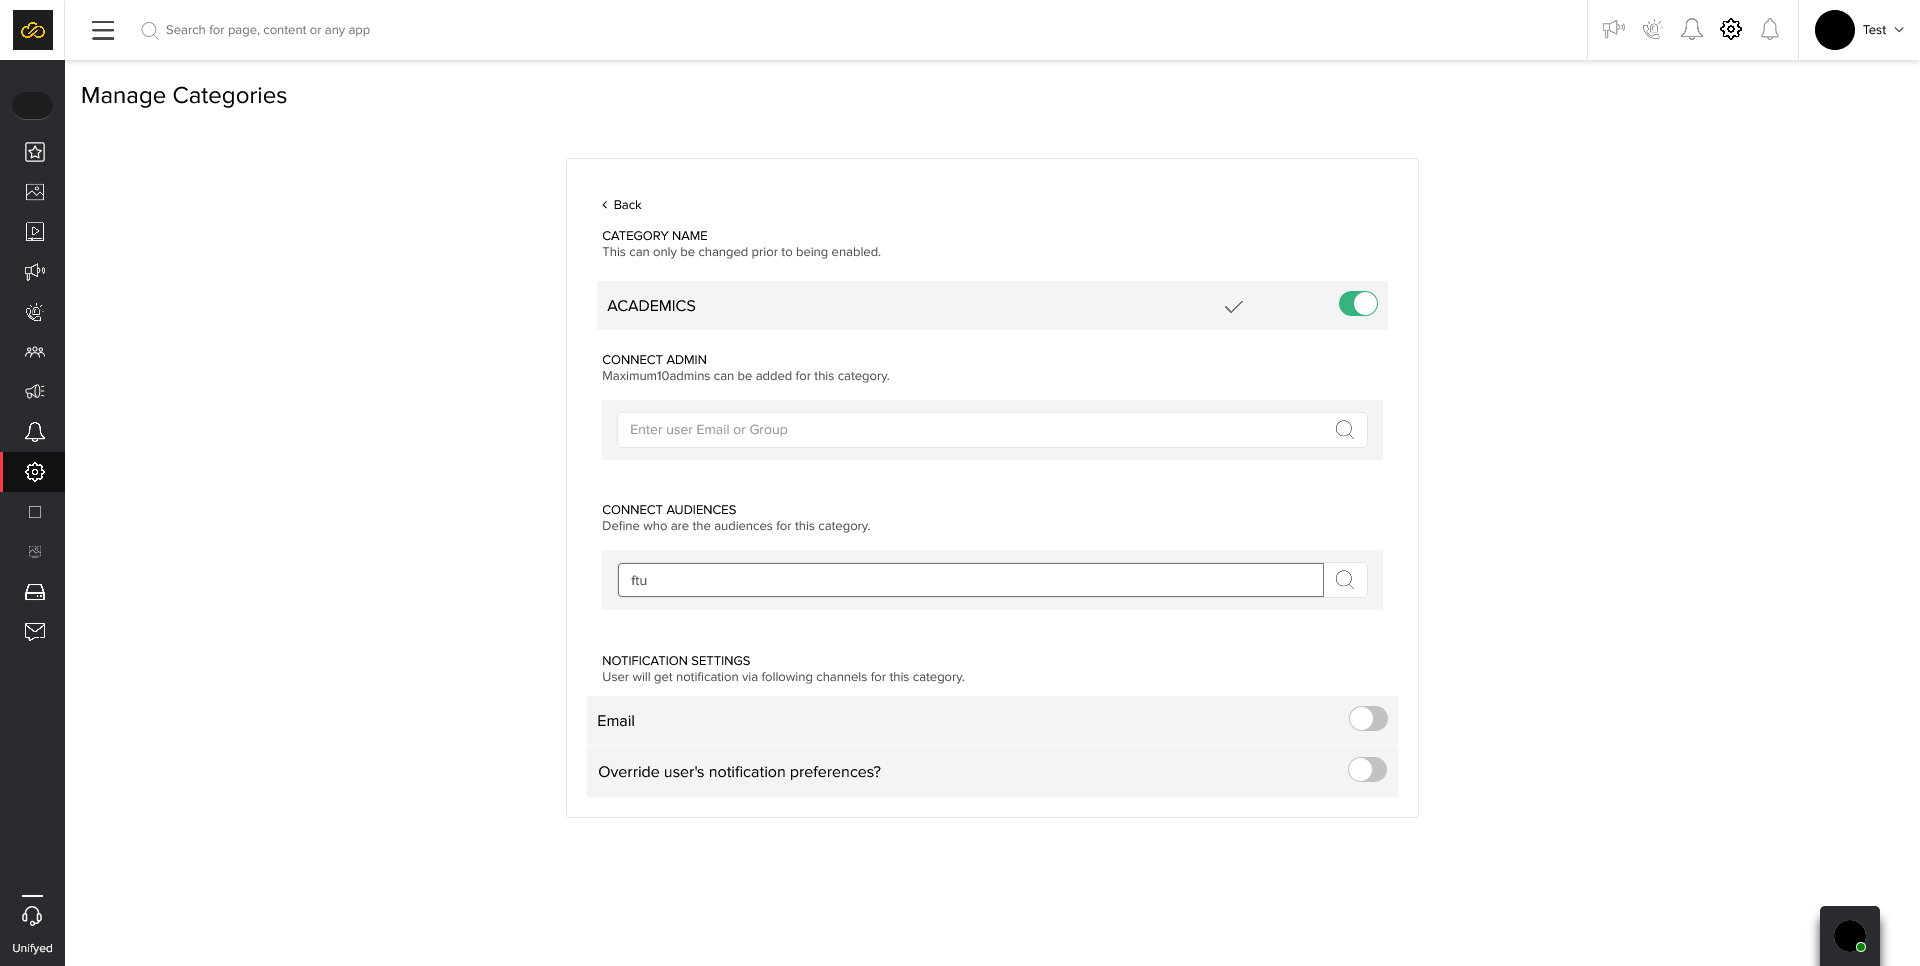 Search for page, content or any app
Test
Manage Categories
Back
CATEGORY NAME
This can only be changed prior to being enabled.
ACADEMICS
CONNECT ADMIN
Maximum10admins can be added for this category.
Enter user Email or Group
CONNECT AUDIENCES
Define who are the audiences for this category.
ftu
NOTIFICATION SETTINGS
User will get notification via following channels for this category.
Email
Override user's notification preferences?
Unifyed